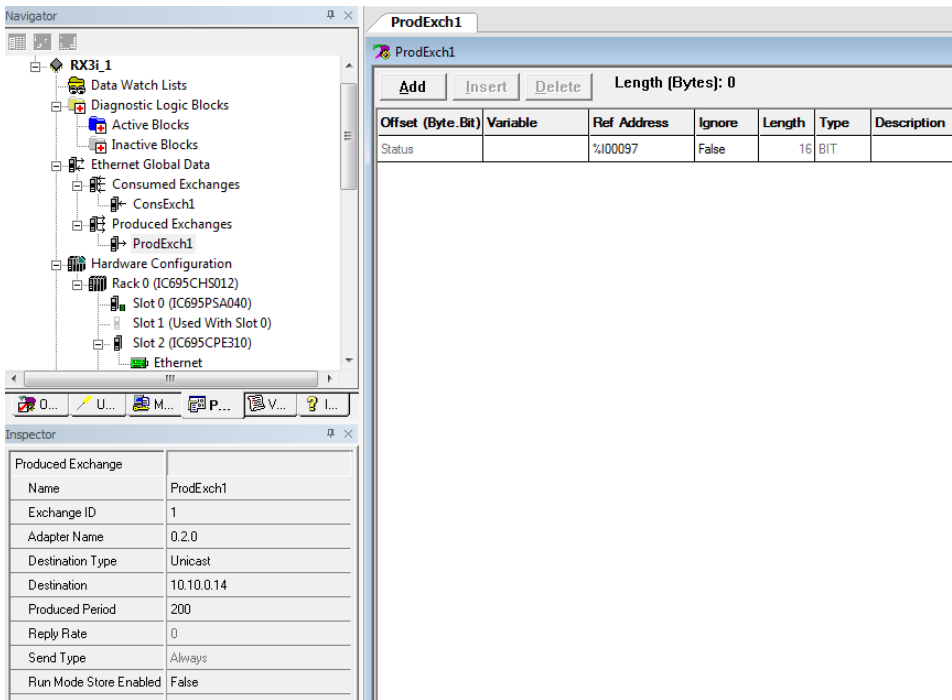 Navigator
RX3i_1
Data Watch Lists
Diagnostic Logic Blocks
Active Blocks
Inactive Blocks
Ethernet Global Data
Consumed Exchanges
ConsExch1
Produced Exchanges
ProdExch1
Hardware Configuration
Rack 0 (IC695CHS012)
Slot 0 (IC695PSA040)
Slot 1 (Used With Slot 0)
Slot 2 (IC695CPE310)
Ethernet
O... U... M... P... V... I...
Inspector
Produced Exchange
Name ProdExch1
Exchange ID 1
Adapter Name 0.2.0
Destination Type Unicast
Destination 10.10.0.14
Produced Period 200
Reply Rate 0
Send Type Always
Run Mode Store Enabled False
ProdExch1
ProdExch1
Add Insert Delete Length (Bytes): 0
Offset (Byte.Bit) Variable Ref Address Ignore Length Type Description
Status %I00097 False 16 BIT